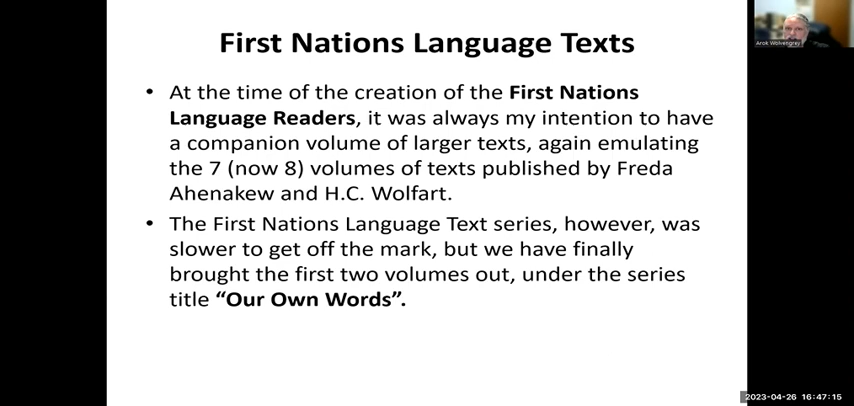 First Nations Language Texts
• At the time of the creation of the First Nations
Language Readers, it was always my intention to have
a companion volume of larger texts, again emulating
the 7 (now 8) volumes of texts published by Freda
Ahenakew and H.C. Wolfart.
• The First Nations Language Text series, however, was
slower to get off the mark, but we have finally
brought the first two volumes out, under the series
title “Our Own Words”.
Arok Wolvengrey
2023-04-26 16:47:15